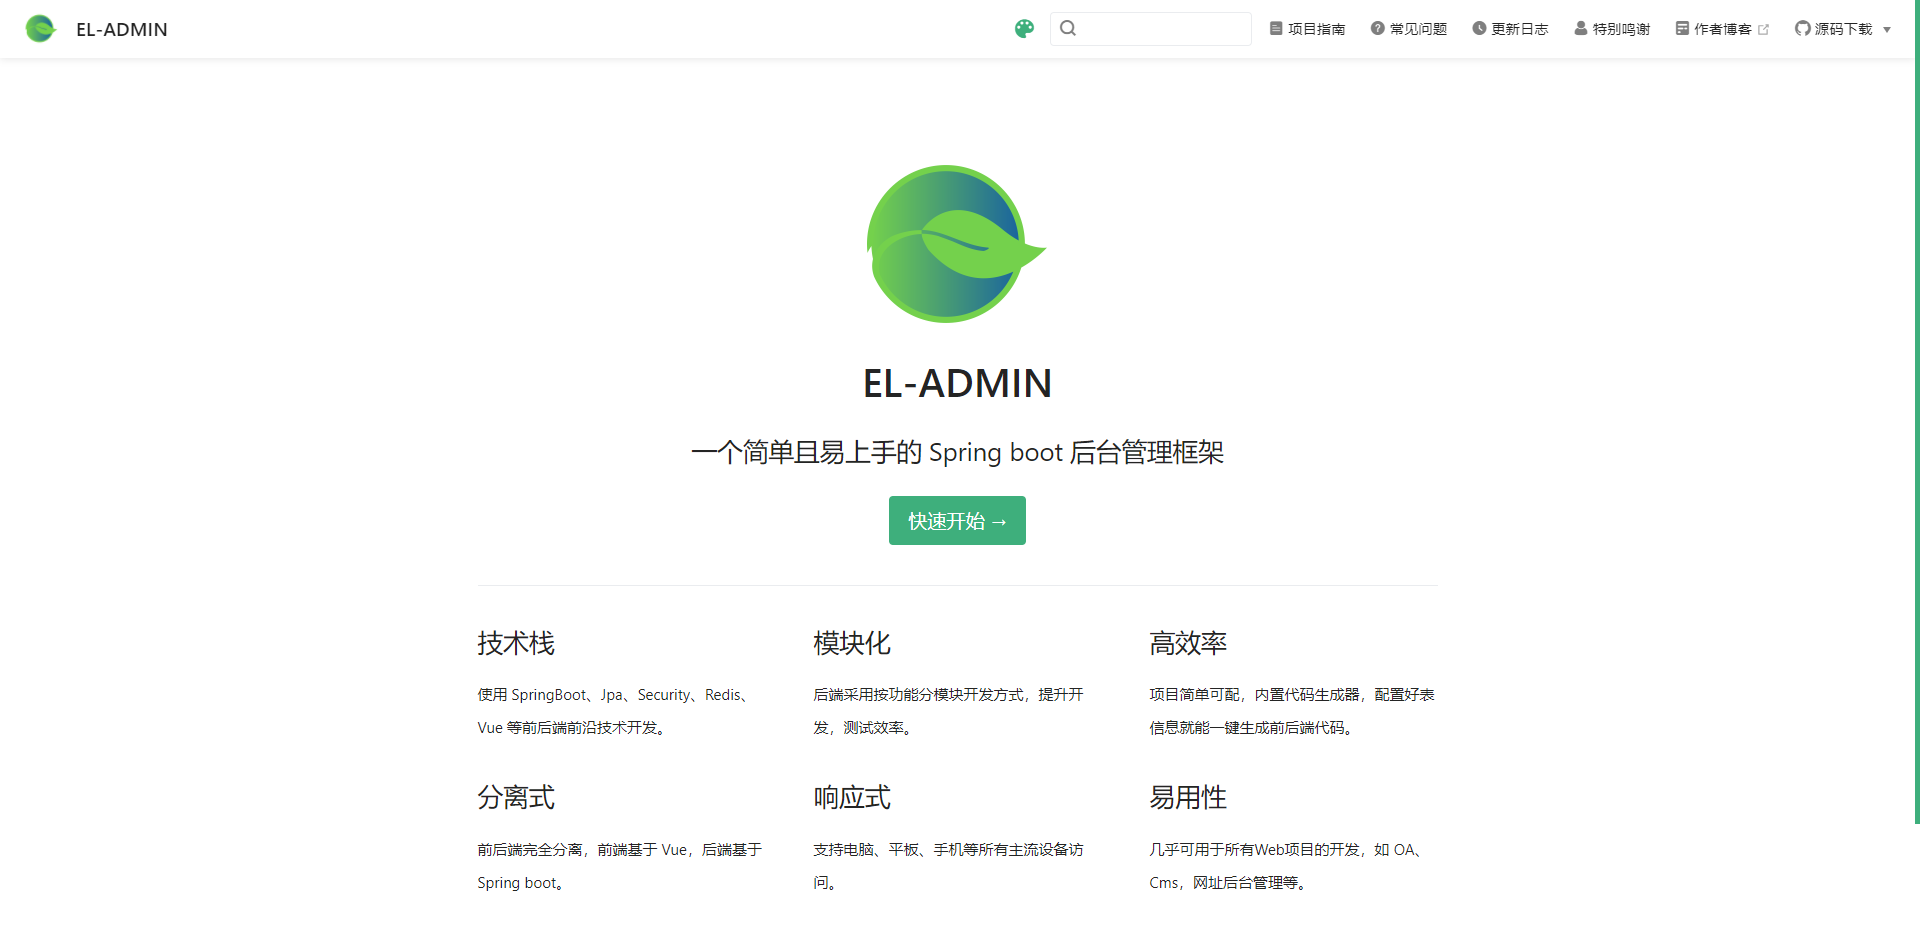 EL-ADMIN
项目指南
常见问题
更新日志
特别鸣谢
作者博客
源码下载
EL-ADMIN
一个简单且易上手的 Spring boot 后台管理框架
快速开始 →
技术栈
使用 SpringBoot、Jpa、Security、Redis、
Vue 等前后端前沿技术开发。
模块化
后端采用按功能分模块开发方式，提升开
发，测试效率。
高效率
项目简单可配，内置代码生成器，配置好表
信息就能一键生成前后端代码。
分离式
前后端完全分离，前端基于 Vue，后端基于
Spring boot。
响应式
支持电脑、平板、手机等所有主流设备访
问。
易用性
几乎可用于所有Web项目的开发，如 OA、
Cms，网址后台管理等。